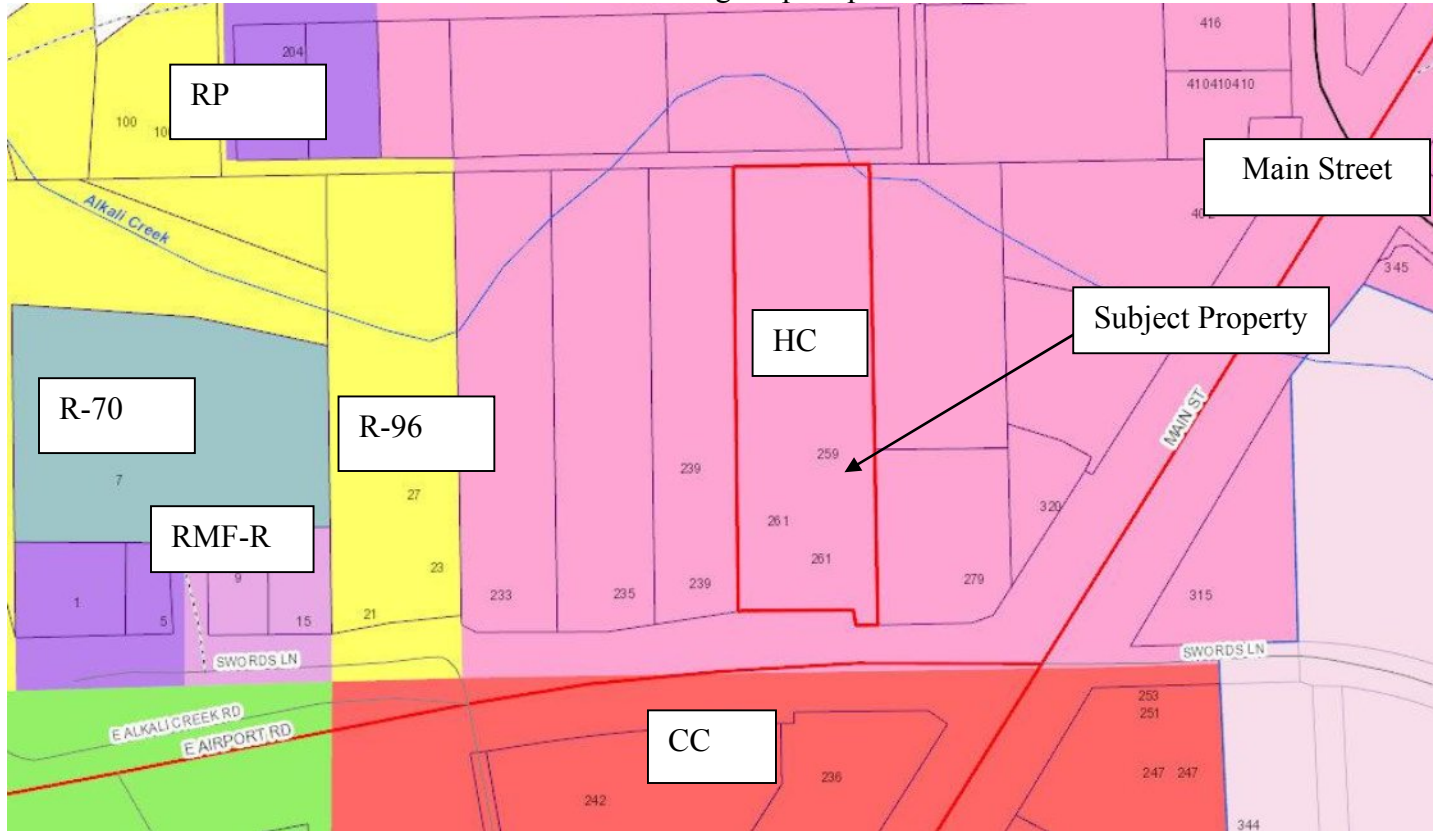 416
204
410410410
RP
100
Main Street
Alkali Creek
345
Subject Property
HC
R-70
R-96
MAIN ST
259
239
27
7
320
261
RMF-R
261
23
9
239
279
1
5
15
21
233
235
315
SWORDS LN
SWORDS LN
E ALKALI CREEK RD
E AIRPORT RD
253
251
CC
236
247 247
242
344